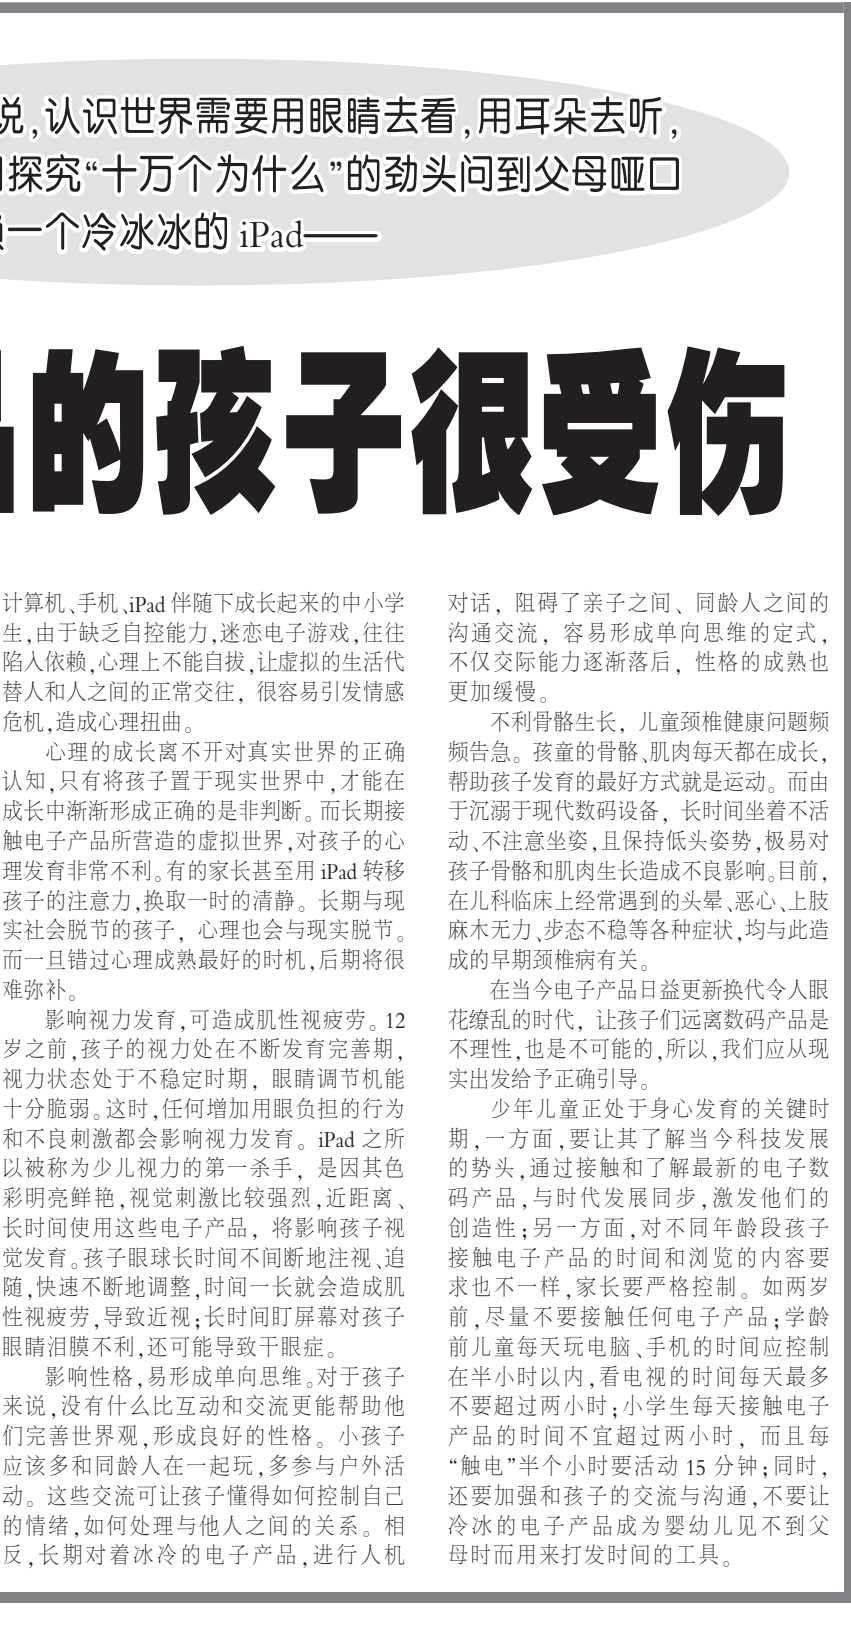 说,认识世界需要用眼睛去看,用耳朵去听,
探究“十万个为什么”的劲头问到父母哑口
一个冷冰冰的 iPad——
的孩子很受伤
计算机、手机、iPad 伴随下成长起来的中小学
生,由于缺乏自控能力,迷恋电子游戏,往往
陷入依赖,心理上不能自拔,让虚拟的生活代
替人和人之间的正常交往，很容易引发情感
危机,造成心理扭曲。
心理的成长离不开对真实世界的正确
认知,只有将孩子置于现实世界中,才能在
成长中渐渐形成正确的是非判断。而长期接
触电子产品所营造的虚拟世界,对孩子的心
理发育非常不利。有的家长甚至用 iPad 转移
孩子的注意力,换取一时的清静。长期与现
实社会脱节的孩子，心理也会与现实脱节。
而一旦错过心理成熟最好的时机,后期将很
难弥补。
影响视力发育,可造成肌性视疲劳。12
岁之前,孩子的视力处在不断发育完善期,
视力状态处于不稳定时期，眼睛调节机能
十分脆弱。这时,任何增加用眼负担的行为
和不良刺激都会影响视力发育。iPad 之所
以被称为少儿视力的第一杀手，是因其色
彩明亮鲜艳,视觉刺激比较强烈,近距离、
长时间使用这些电子产品，将影响孩子视
觉发育。孩子眼球长时间不间断地注视、追
随,快速不断地调整,时间一长就会造成肌
性视疲劳,导致近视;长时间盯屏幕对孩子
眼睛泪膜不利,还可能导致干眼症。
影响性格,易形成单向思维。对于孩子
来说,没有什么比互动和交流更能帮助他
们完善世界观,形成良好的性格。小孩子
应该多和同龄人在一起玩,多参与户外活
动。这些交流可让孩子懂得如何控制自己
的情绪,如何处理与他人之间的关系。相
反,长期对着冰冷的电子产品,进行人机
对话，阻碍了亲子之间、同龄人之间的
沟通交流，容易形成单向思维的定式,
不仅交际能力逐渐落后，性格的成熟也
更加缓慢。
不利骨骼生长，儿童颈椎健康问题频
频告急。孩童的骨骼、肌肉每天都在成长,
帮助孩子发育的最好方式就是运动。而由
于沉溺于现代数码设备，长时间坐着不活
动、不注意坐姿,且保持低头姿势,极易对
孩子骨骼和肌肉生长造成不良影响。目前,
在儿科临床上经常遇到的头晕、恶心、上肢
麻木无力、步态不稳等各种症状,均与此造
成的早期颈椎病有关。
在当今电子产品日益更新换代令人眼
花缭乱的时代，让孩子们远离数码产品是
不理性,也是不可能的,所以,我们应从现
实出发给予正确引导。
少年儿童正处于身心发育的关键时
期,一方面,要让其了解当今科技发展
的势头,通过接触和了解最新的电子数
码产品,与时代发展同步,激发他们的
创造性;另一方面,对不同年龄段孩子
接触电子产品的时间和浏览的内容要
求也不一样,家长要严格控制。如两岁
前,尽量不要接触任何电子产品;学龄
前儿童每天玩电脑、手机的时间应控制
在半小时以内,看电视的时间每天最多
不要超过两小时;小学生每天接触电子
产品的时间不宜超过两小时，而且每
“触电”半个小时要活动 15 分钟;同时,
还要加强和孩子的交流与沟通,不要让
冷冰的电子产品成为婴幼儿见不到父
母时而用来打发时间的工具。